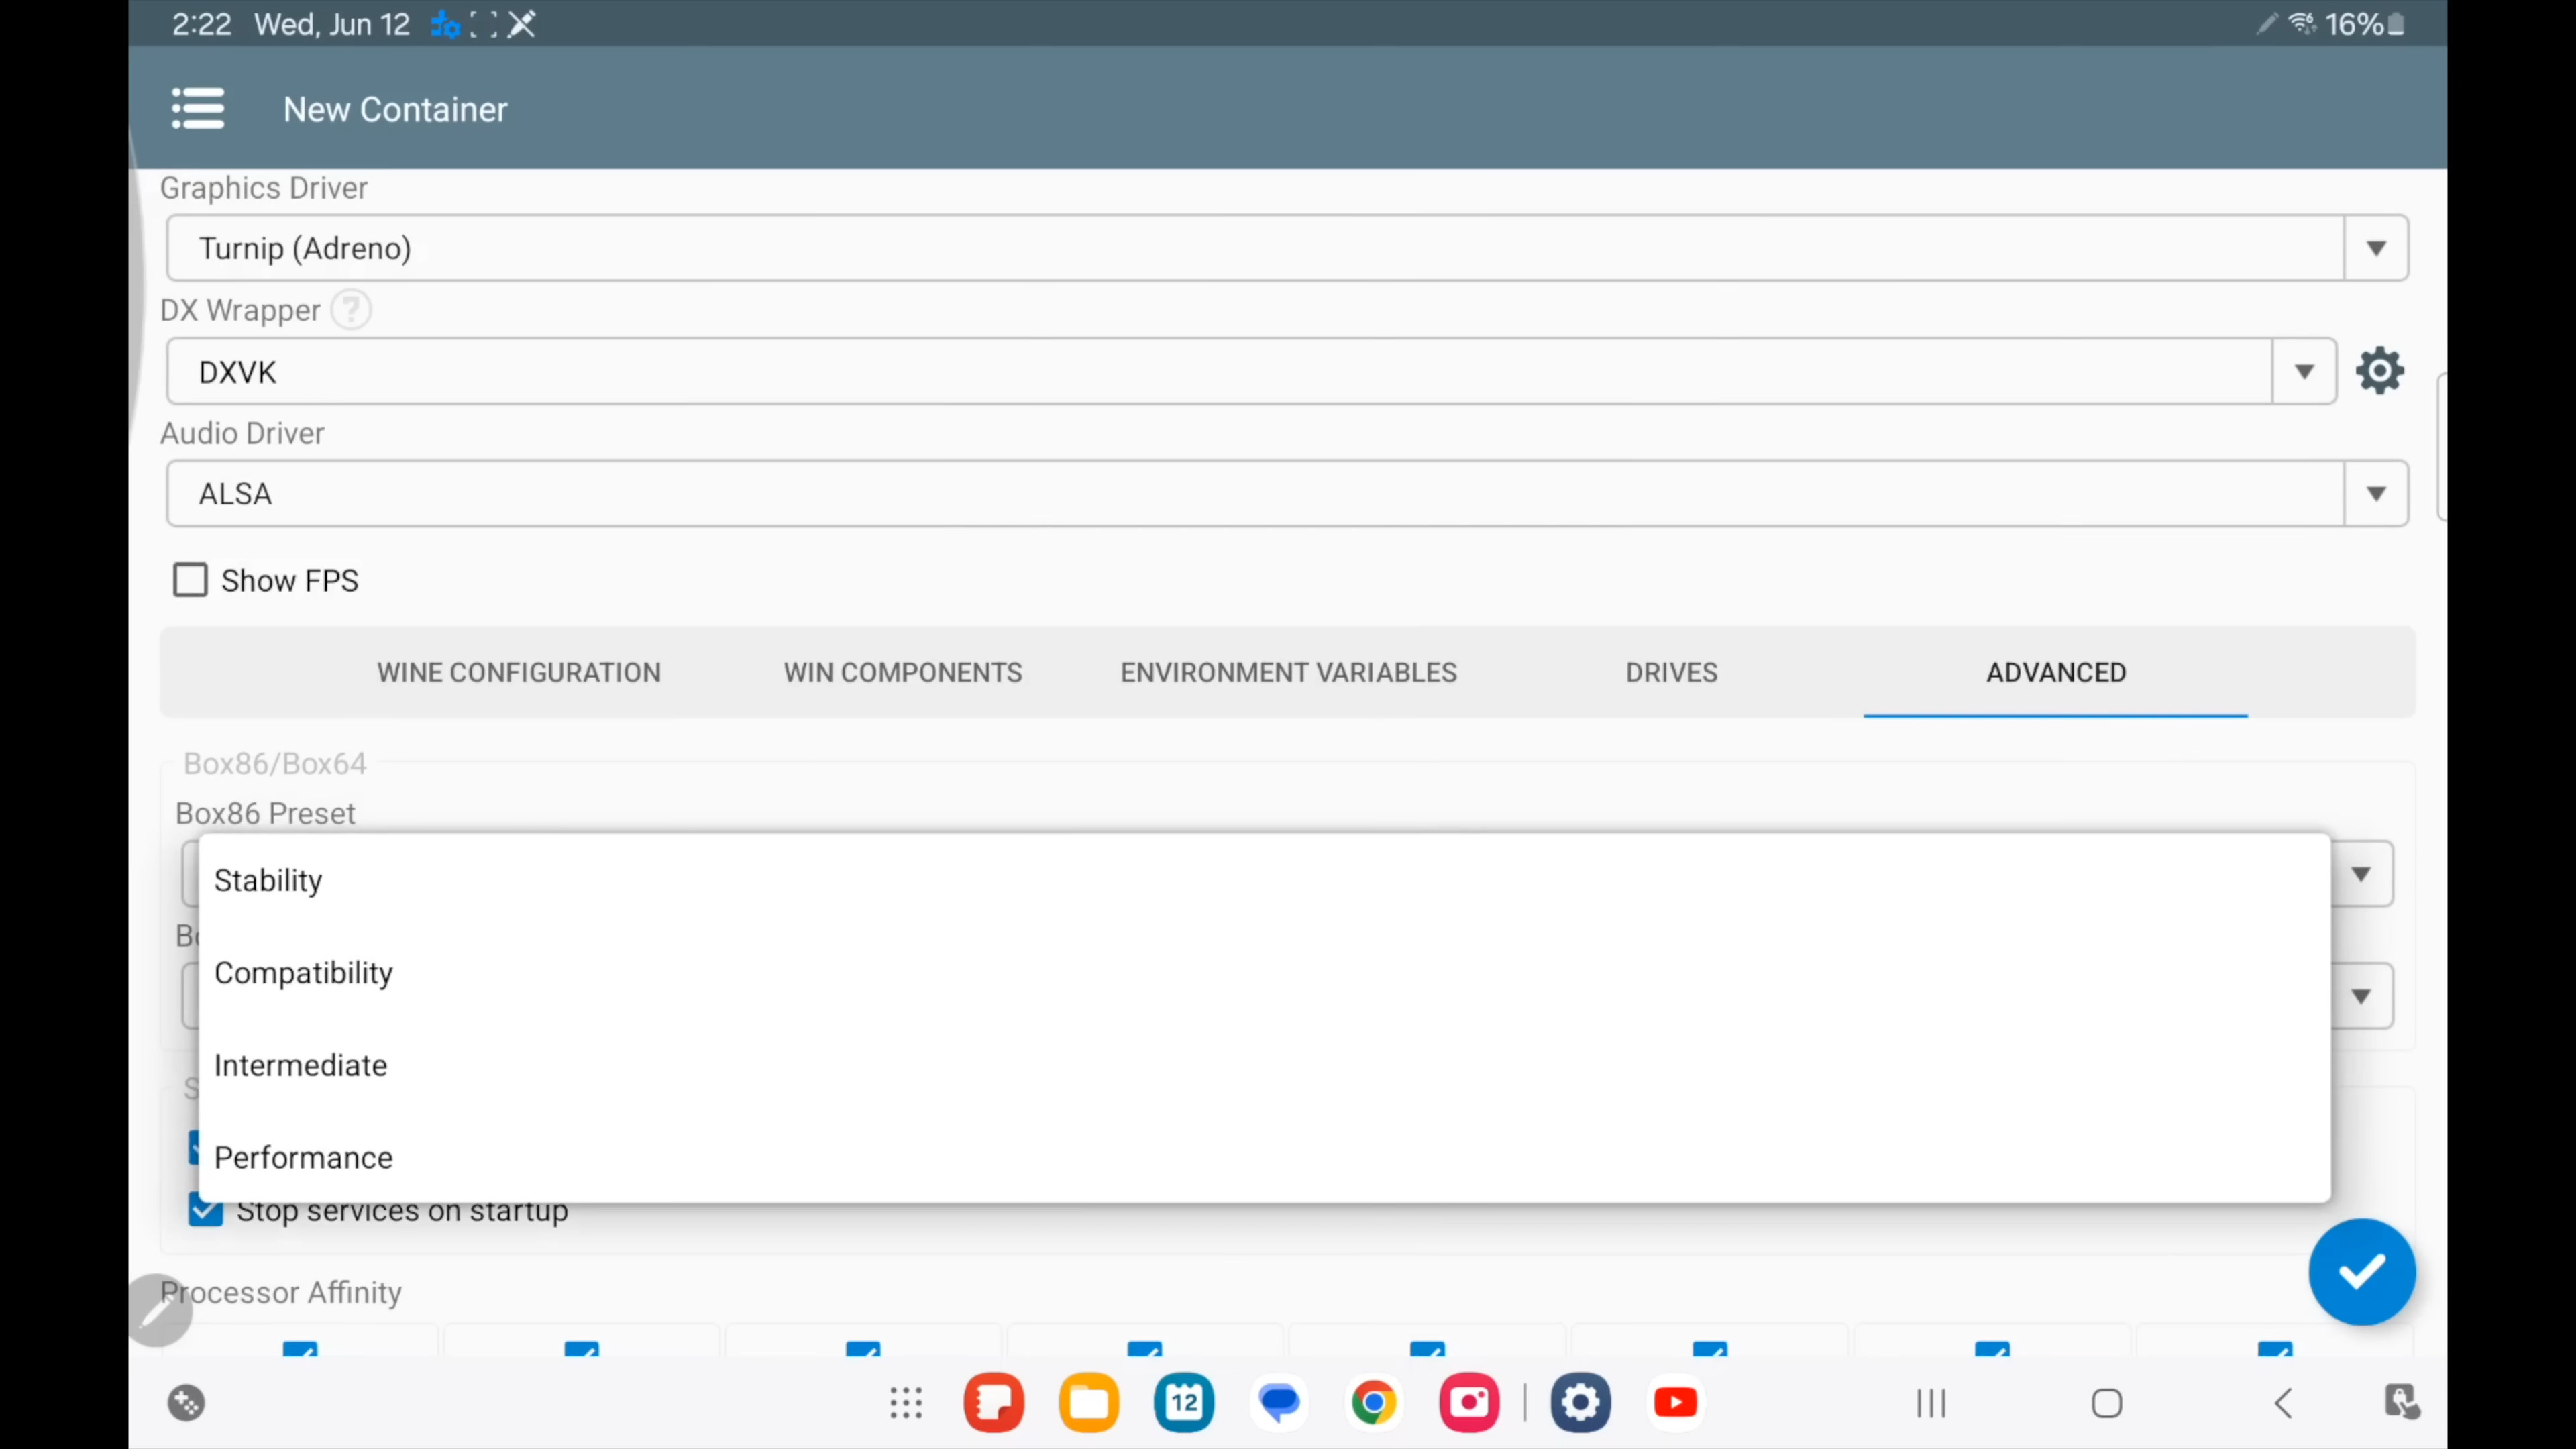 2:22 Wed, Jun 12
16%
New Container
Graphics Driver
Turnip (Adreno)
DX Wrapper ?
DXVK
Audio Driver
ALSA
Show FPS
WINE CONFIGURATION WIN COMPONENTS ENVIRONMENT VARIABLES DRIVES ADVANCED
Box86/Box64
Box86 Preset
Stability
Compatibility
Intermediate
Performance
Stop services on startup
Processor Affinity
12